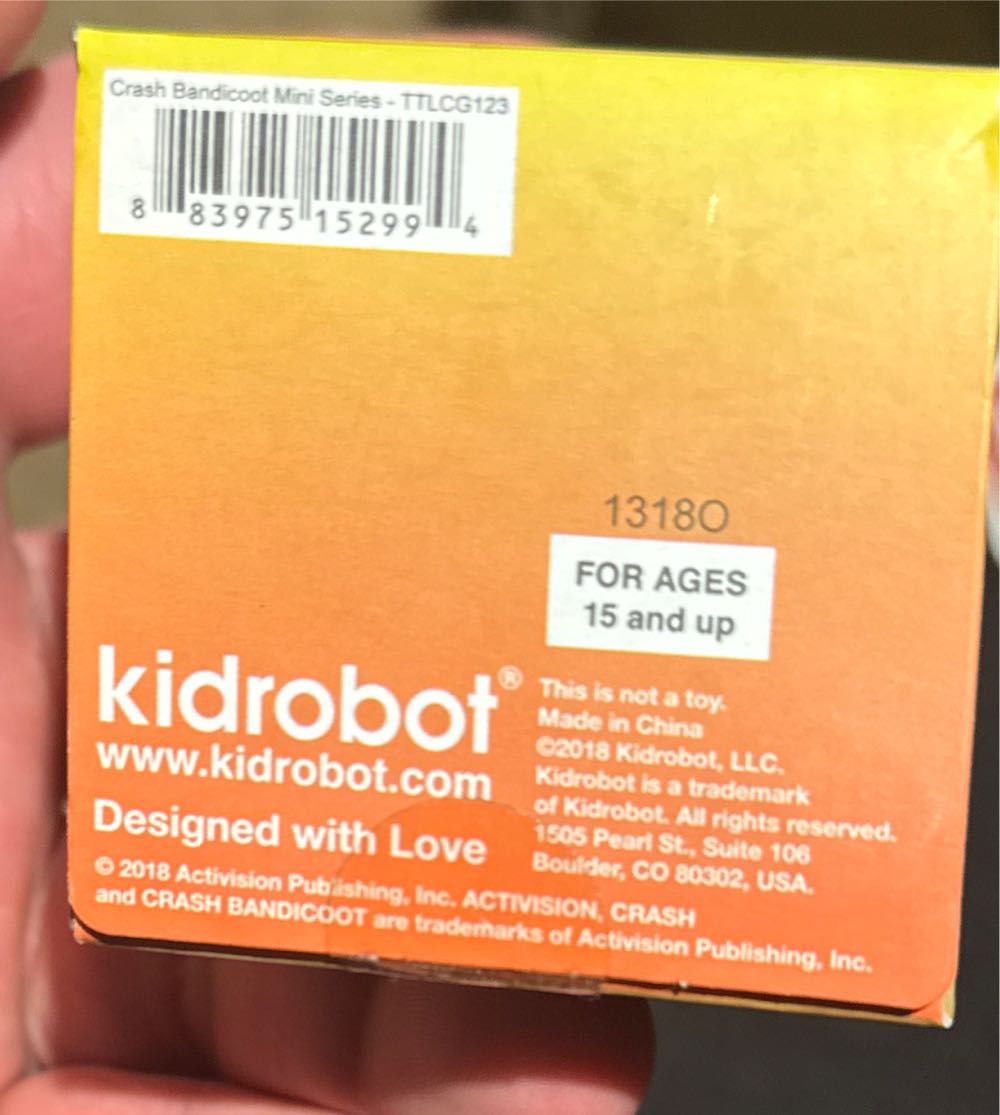 Crash Bandicoot Mini Series - TTLCG123
8 83975 15299 4
1318O
FOR AGES
15 and up
kidrobot®
www.kidrobot.com
Designed with Love
This is not a toy.
Made in China
©2018 Kidrobot, LLC.
Kidrobot is a trademark
of Kidrobot. All rights reserved.
1505 Pearl St., Suite 106
Boulder, CO 80302, USA.
© 2018 Activision Publishing, Inc. ACTIVISION, CRASH
and CRASH BANDICOOT are trademarks of Activision Publishing, Inc.